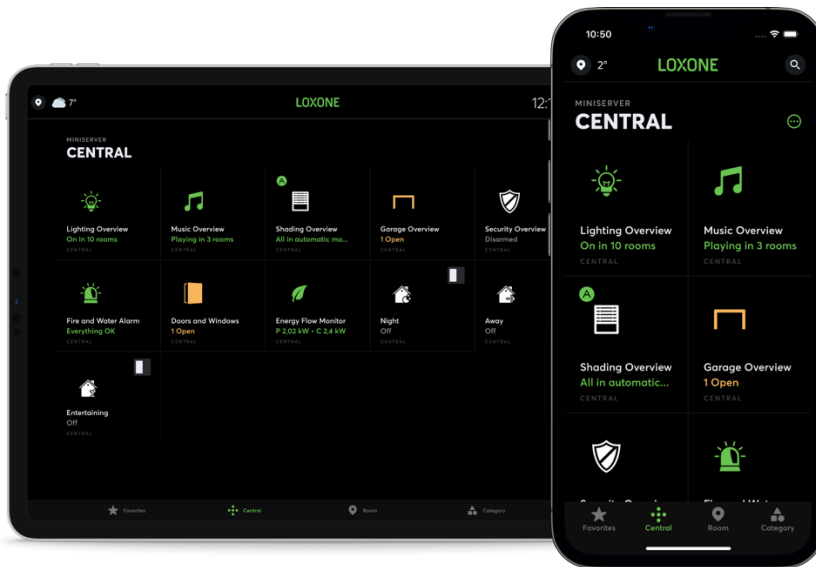 7°
LOXONE
12:1
MINISERVER
CENTRAL
A
Lighting Overview
On in 10 rooms
CENTRAL
Music Overview
Playing in 3 rooms
CENTRAL
Shading Overview
All in automatic mo...
CENTRAL
Garage Overview
1 Open
CENTRAL
Security Overview
Disarmed
CENTRAL
Fire and Water Alarm
Everything OK
CENTRAL
Doors and Windows
1 Open
CENTRAL
Energy Flow Monitor
P 2,02 kW • C 2,4 kW
CENTRAL
Night
Off
CENTRAL
Away
Off
CENTRAL
Entertaining
Off
CENTRAL
Favorites
Central
Room
Category
10:50
2°
LOXONE
MINISERVER
CENTRAL
Lighting Overview
On in 10 rooms
CENTRAL
Music Overview
Playing in 3 rooms
CENTRAL
A
Shading Overview
All in automatic...
CENTRAL
Garage Overview
1 Open
CENTRAL
Favorites
Central
Room
Category